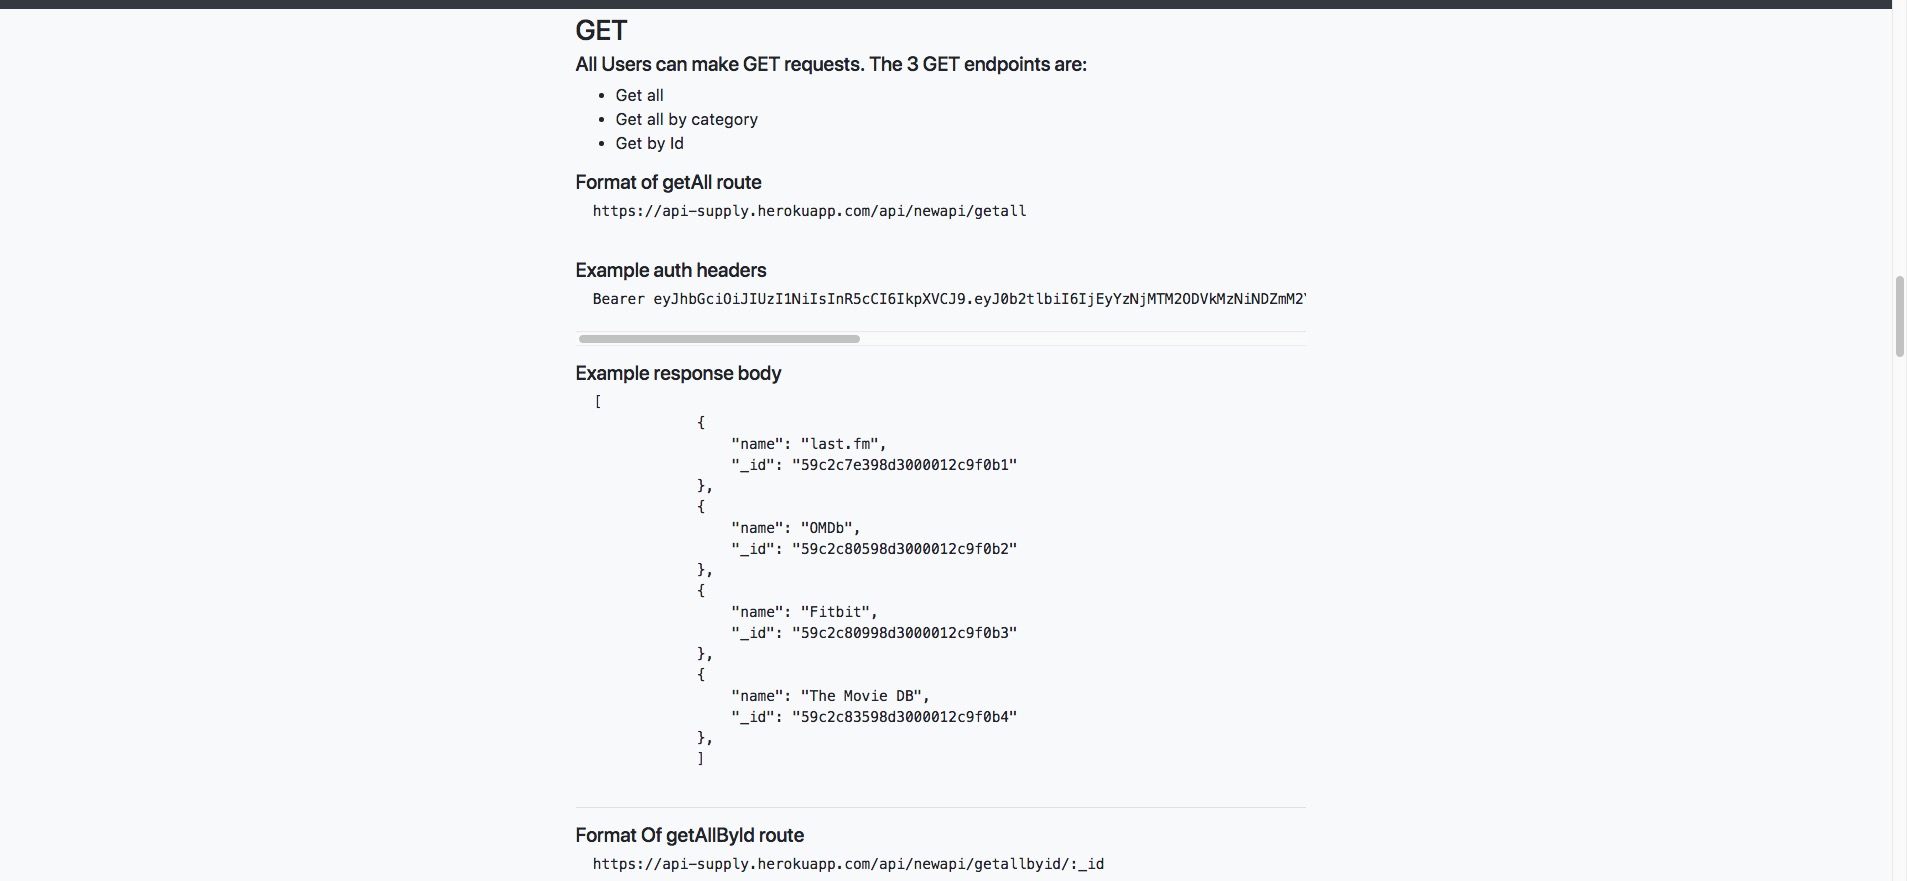 GET
All Users can make GET requests. The 3 GET endpoints are:
• Get all
• Get all by category
• Get by Id
Format of getAll route
https://api-supply.herokuapp.com/api/newapi/getall
Example auth headers
Bearer eyJhbGciOiJIUzI1NiIsInR5cCI6IkpXVCJ9.eyJ0b2tlbiI6IjEyYzNjMTM2ODVkMzNiNDZmM2
Example response body
[
{
"name": "last.fm",
"_id": "59c2c7e398d3000012c9f0b1"
},
{
"name": "OMDb",
"_id": "59c2c80598d3000012c9f0b2"
},
{
"name": "Fitbit",
"_id": "59c2c80998d3000012c9f0b3"
},
{
"name": "The Movie DB",
"_id": "59c2c83598d3000012c9f0b4"
},
]
Format Of getAllById route
https://api-supply.herokuapp.com/api/newapi/getallbyid/:_id